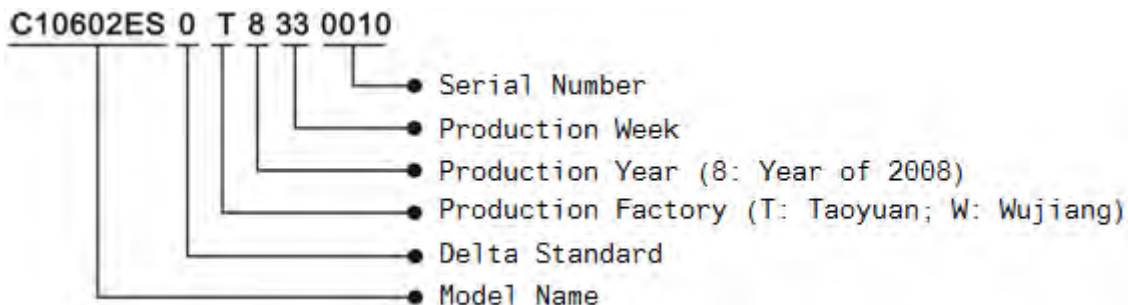 C10602ES 0 T 8 33 0010
Serial Number
Production Week
Production Year (8: Year of 2008)
Production Factory (T: Taoyuan; W: Wujiang)
Delta Standard
Model Name